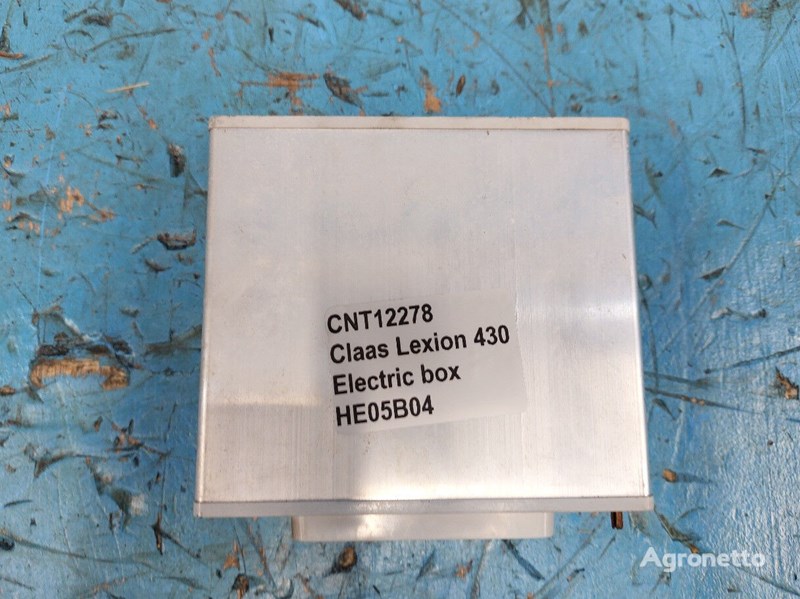 CNT12278
Claas Lexion 430
Electric box
HE05B04
Agronetto